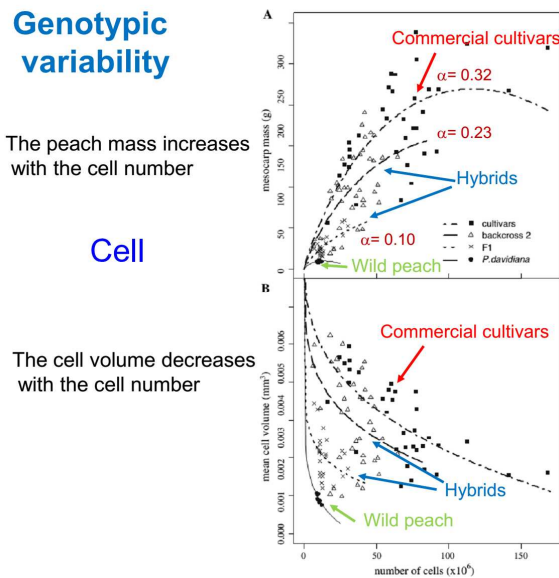 Genotypic
variability
The peach mass increases
with the cell number
Cell
The cell volume decreases
with the cell number
A
Commercial cultivars
α= 0.32
α= 0.23
Hybrids
α= 0.10
Wild peach
cultivars
backcross 2
F1
P.davidiana
mesocarp mass (g)
0 50 100 150 200 250 300
B
Commercial cultivars
Hybrids
Wild peach
mean cell volume (mm³)
0.000 0.001 0.002 0.003 0.004 0.005 0.006
0 50 100 150
number of cells (x10⁶)